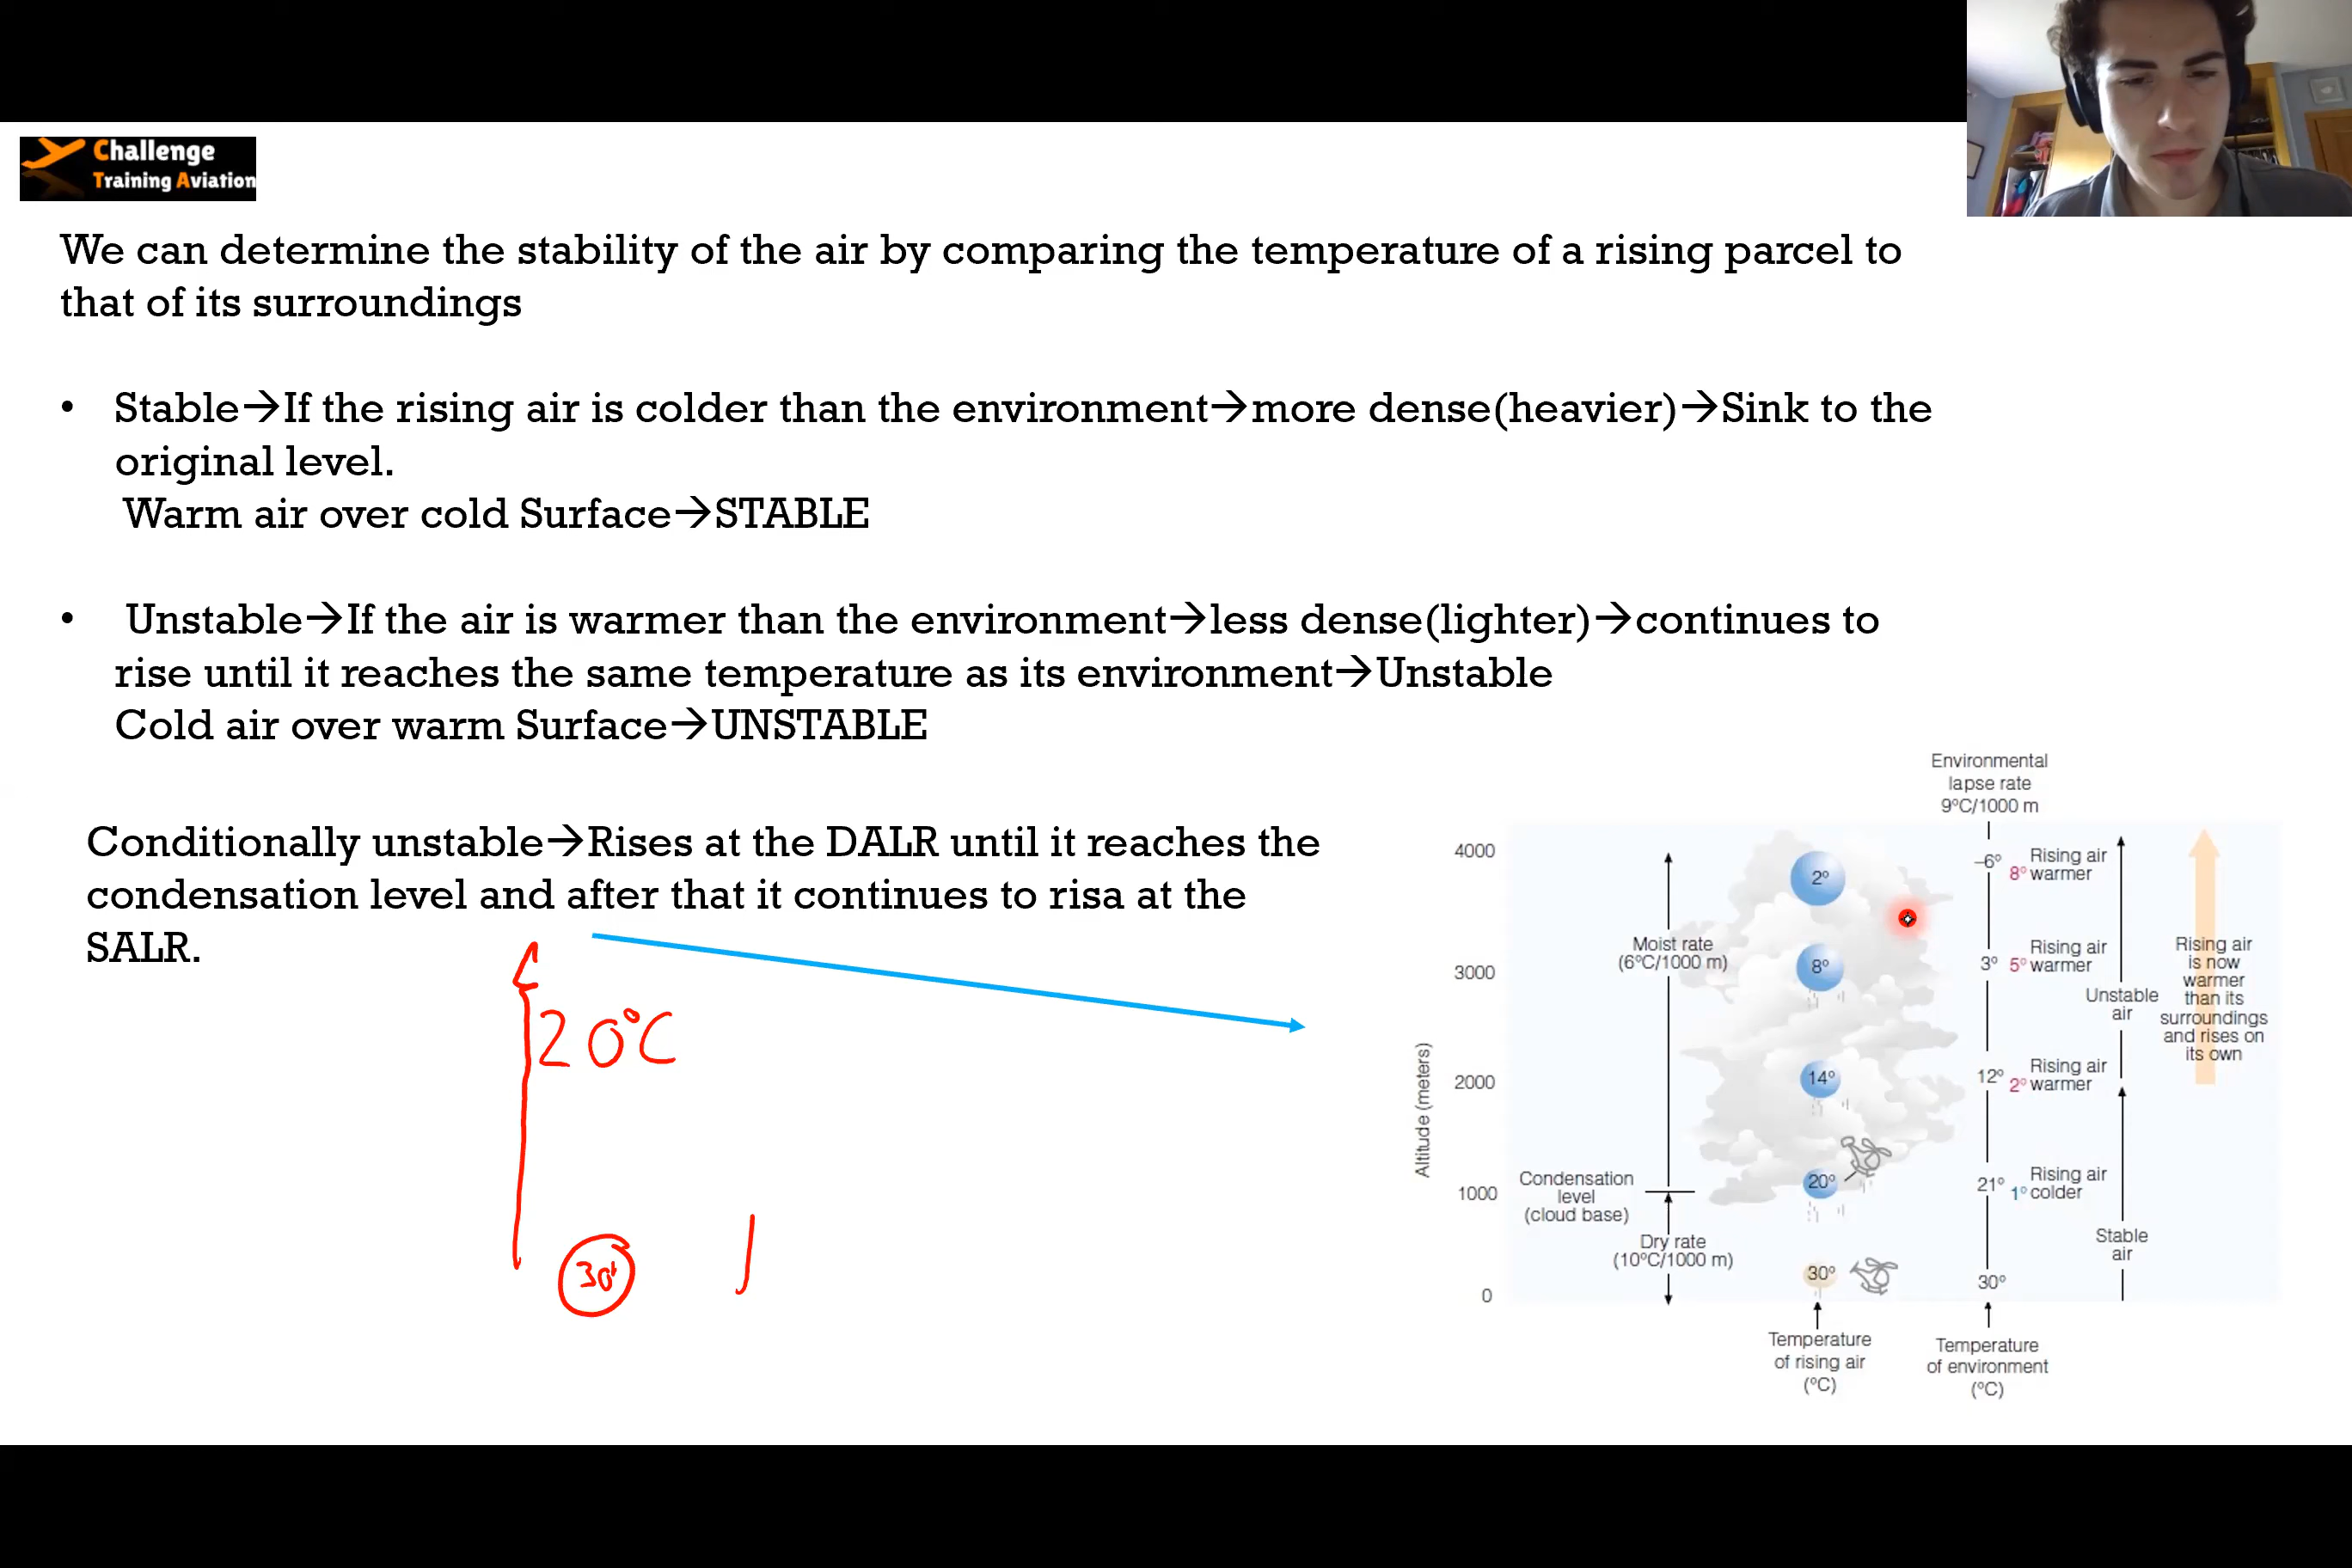 Challenge
Training Aviation
We can determine the stability of the air by comparing the temperature of a rising parcel to
that of its surroundings
• Stable→If the rising air is colder than the environment→more dense(heavier)→Sink to the
original level.
Warm air over cold Surface→STABLE
• Unstable→If the air is warmer than the environment→less dense(lighter)→continues to
rise until it reaches the same temperature as its environment→Unstable
Cold air over warm Surface→UNSTABLE
Conditionally unstable→Rises at the DALR until it reaches the
condensation level and after that it continues to risa at the
SALR.
20°C
30°
Environmental
lapse rate
9°C/1000 m
Altitude (meters)
4000
3000
2000
1000
0
Moist rate
(6°C/1000 m)
Condensation
level
(cloud base)
Dry rate
(10°C/1000 m)
2°
8°
14°
20°
30°
Temperature
of rising air
(°C)
–6°
3°
12°
21°
30°
Temperature
of environment
(°C)
Rising air
8° warmer
Rising air
5° warmer
Rising air
2° warmer
Rising air
1° colder
Unstable
air
Stable
air
Rising air
is now
warmer
than its
surroundings
and rises on
its own